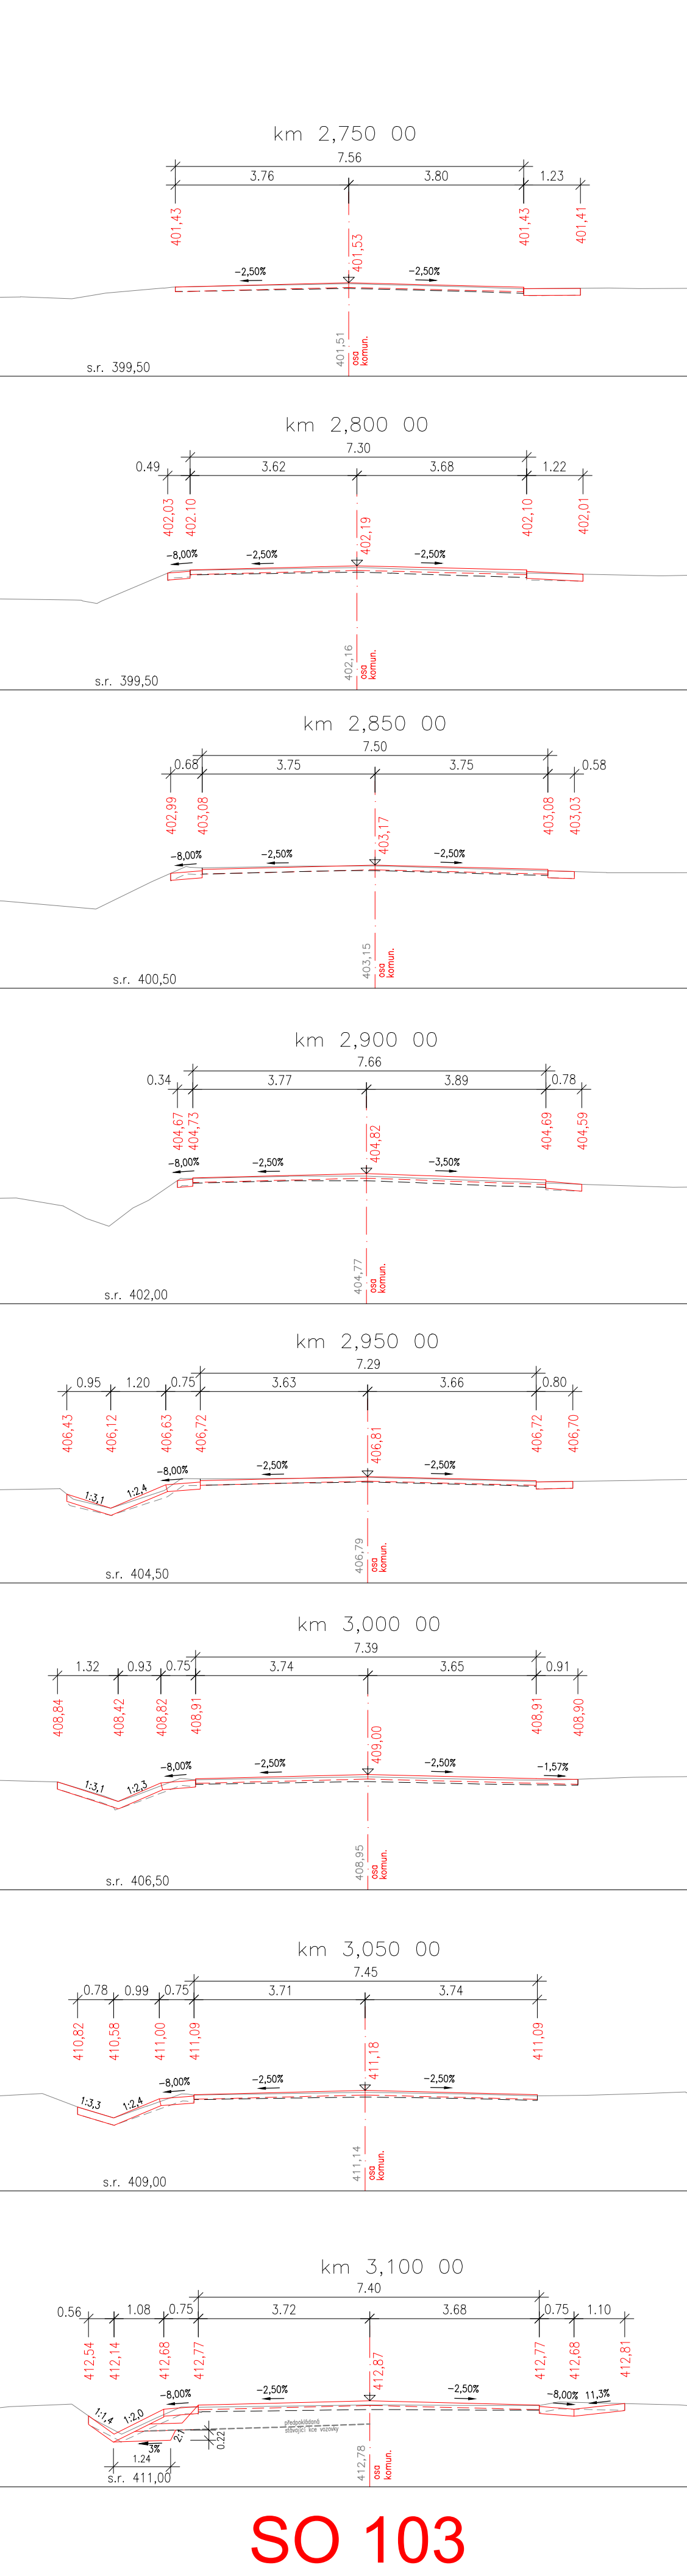 km 2,750 00
7.56
3.76 3.80 1.23
401,43 401,53 401,43 401,41
-2,50% -2,50%
401,51 osa komun.
s.r. 399,50
km 2,800 00
7.30
0.49 3.62 3.68 1.22
402,03 402.10 402,19 402,10 402,01
-8,00% -2,50% -2,50%
402,16 osa komun.
s.r. 399,50
km 2,850 00
7.50
0.68 3.75 3.75 0.58
402,99 403,08 403,17 403,08 403,03
-8,00% -2,50% -2,50%
403,15 osa komun.
s.r. 400,50
km 2,900 00
7.66
0.34 3.77 3.89 0.78
404,67 404,73 404,82 404,69 404,59
-8,00% -2,50% -3,50%
404,77 osa komun.
s.r. 402,00
km 2,950 00
7.29
0.95 1.20 0.75 3.63 3.66 0.80
406,43 406,12 406,63 406,72 406,81 406,72 406,70
1:3,1 1:2,4 -8,00% -2,50% -2,50%
406,79 osa komun.
s.r. 404,50
km 3,000 00
7.39
1.32 0.93 0.75 3.74 3.65 0.91
408,84 408,42 408,82 408,91 409,00 408,91 408,90
1:3,1 1:2,3 -8,00% -2,50% -2,50% -1,57%
408,95 osa komun.
s.r. 406,50
km 3,050 00
7.45
0.78 0.99 0.75 3.71 3.74
410,82 410,58 411,00 411,09 411,18 411,09
1:3,3 1:2,4 -8,00% -2,50% -2,50%
411,14 osa komun.
s.r. 409,00
km 3,100 00
7.40
0.56 1.08 0.75 3.72 3.68 0.75 1.10
412,54 412,14 412,68 412,77 412,87 412,77 412,68 412,81
1:1,4 1:2,0 -8,00% -2,50% -2,50% -8,00% 11,3%
předpokládaná
stávající kce vozovky
3% 2:1 0.22
1.24
412,78 osa komun.
s.r. 411,00
SO 103